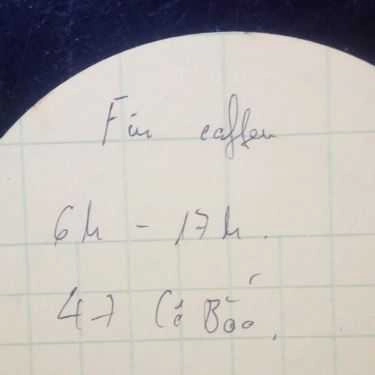 Fin caffee
6h - 17h.
47 Cô Bắc.